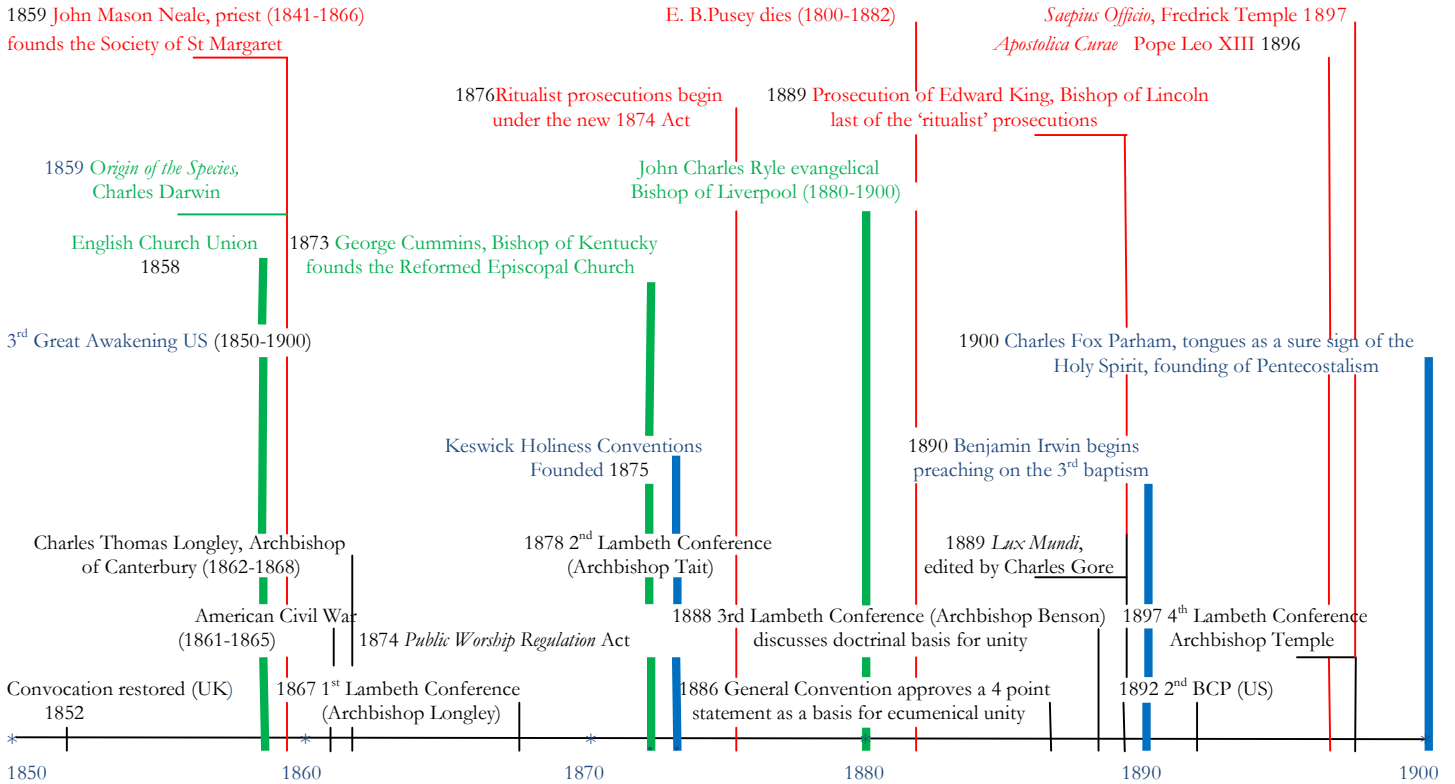 1859 John Mason Neale, priest (1841-1866)
founds the Society of St Margaret
E. B.Pusey dies (1800-1882)
Saepius Officio, Fredrick Temple 1897
Apostolica Curae Pope Leo XIII 1896
1876Ritualist prosecutions begin
under the new 1874 Act
1889 Prosecution of Edward King, Bishop of Lincoln
last of the ‘ritualist’ prosecutions
1859 Origin of the Species,
Charles Darwin
John Charles Ryle evangelical
Bishop of Liverpool (1880-1900)
English Church Union
1858
1873 George Cummins, Bishop of Kentucky
founds the Reformed Episcopal Church
3rd Great Awakening US (1850-1900)
1900 Charles Fox Parham, tongues as a sure sign of the
Holy Spirit, founding of Pentecostalism
Keswick Holiness Conventions
Founded 1875
1890 Benjamin Irwin begins
preaching on the 3rd baptism
Charles Thomas Longley, Archbishop
of Canterbury (1862-1868)
1878 2nd Lambeth Conference
(Archbishop Tait)
1889 Lux Mundi,
edited by Charles Gore
American Civil War
(1861-1865)
1874 Public Worship Regulation Act
1888 3rd Lambeth Conference (Archbishop Benson)
discusses doctrinal basis for unity
1897 4th Lambeth Conference
Archbishop Temple
Convocation restored (UK)
1852
1867 1st Lambeth Conference
(Archbishop Longley)
1886 General Convention approves a 4 point
statement as a basis for ecumenical unity
1892 2nd BCP (US)
1850
1860
1870
1880
1890
1900